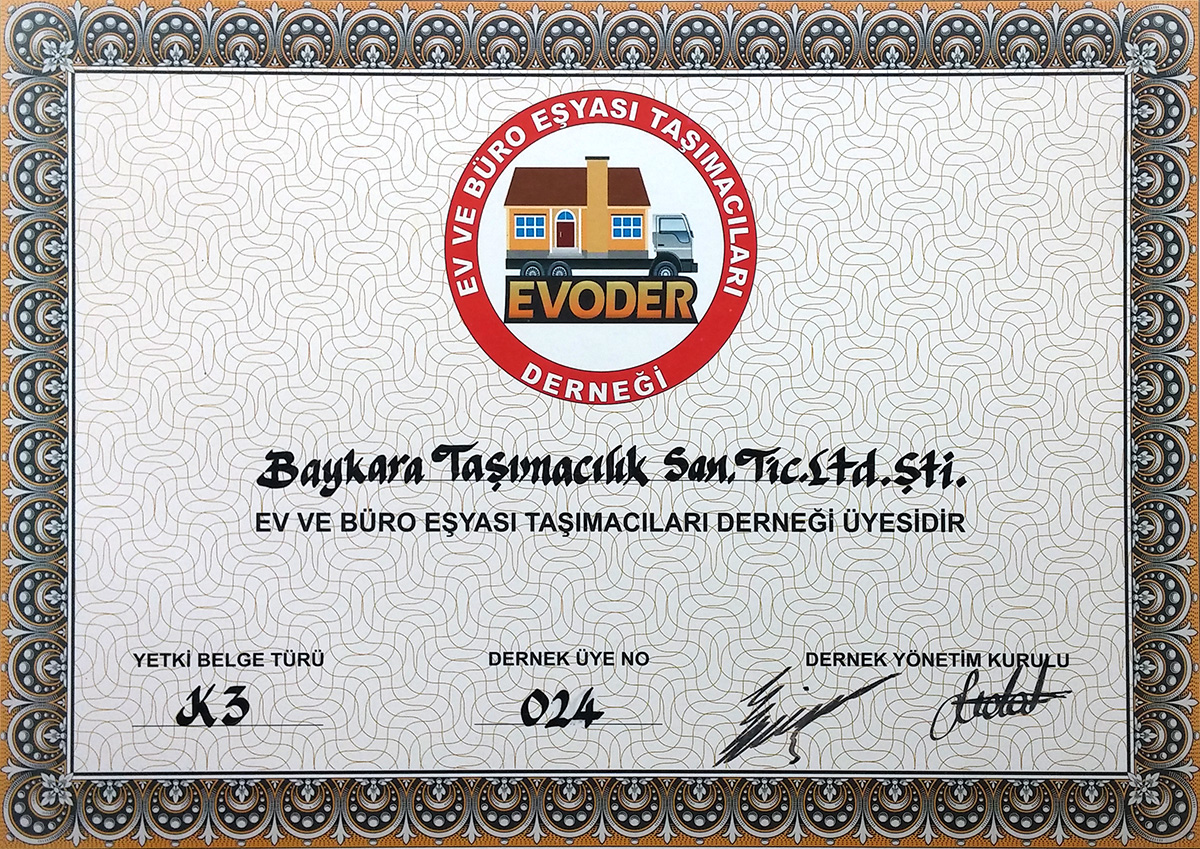 EV VE BÜRO EŞYASI TAŞIMACILARI
EVODER
DERNEĞİ
Baykara Taşımacılık San. Tic. Ltd. Şti.
EV VE BÜRO EŞYASI TAŞIMACILARI DERNEĞİ ÜYESİDİR
YETKİ BELGE TÜRÜ
K3
DERNEK ÜYE NO
024
DERNEK YÖNETİM KURULU